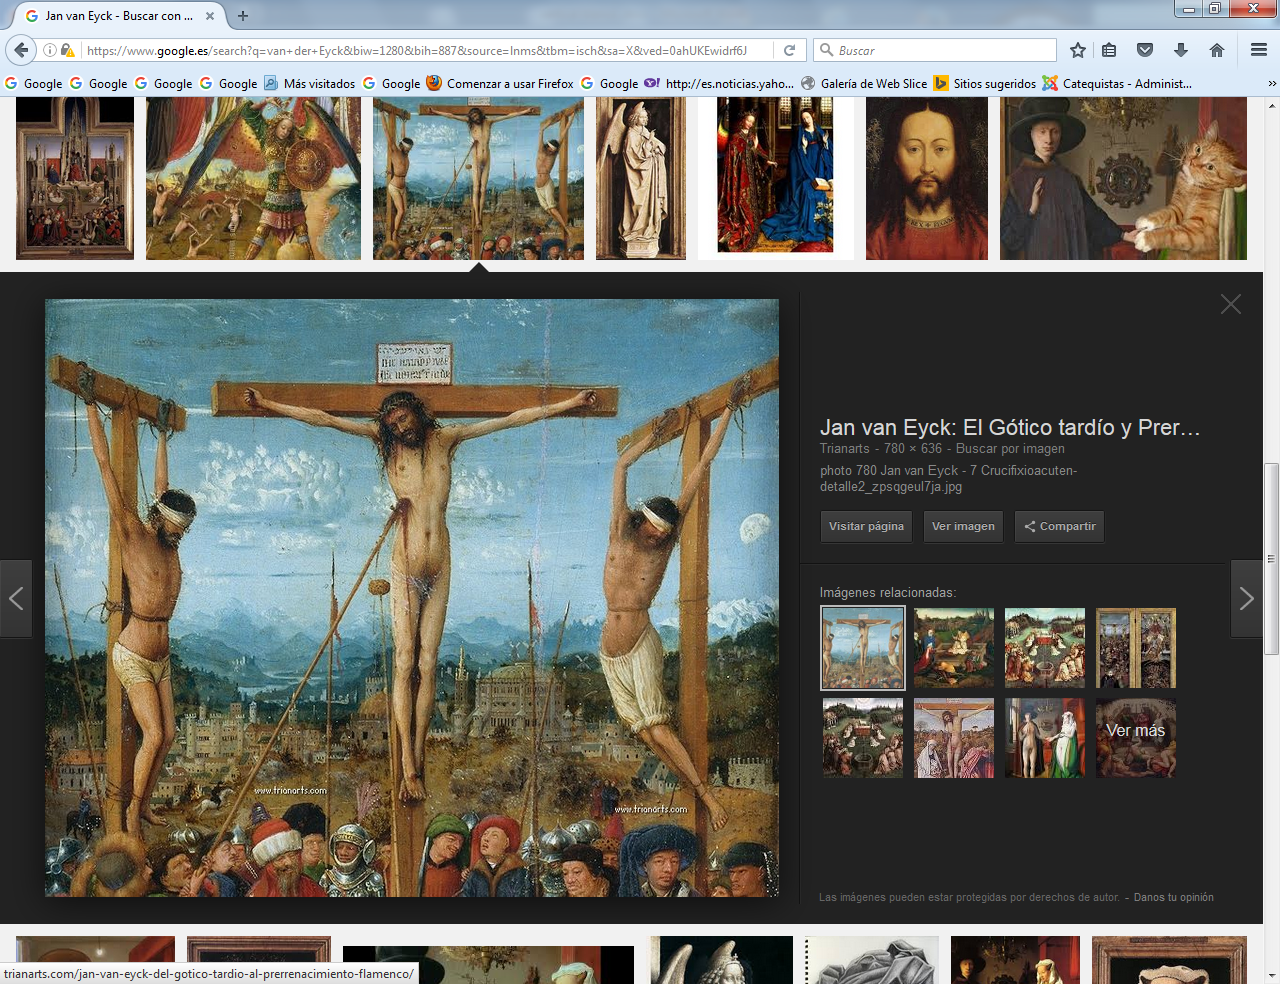 Jan van Eyck - Buscar con ...
https://www.google.es/search?q=van+der+Eyck&biw=1280&bih=887&source=lnms&tbm=isch&sa=X&ved=0ahUKEwidrf6J
Buscar
Google Google Google Google Más visitados Google Comenzar a usar Firefox Google http://es.noticias.yaho... Galería de Web Slice Sitios sugeridos Catequistas - Administ... »
Jan van Eyck: El Gótico tardío y Prer...
Trianarts - 780 × 636 - Buscar por imagen
photo 780 Jan van Eyck - 7 Crucifixioacuten-
detalle2_zpsqgeul7ja.jpg
Visitar página Ver imagen Compartir
Imágenes relacionadas:
Ver más
www.trianarts.com
www.trianarts.com
Las imágenes pueden estar protegidas por derechos de autor. - Danos tu opinión
trianarts.com/jan-van-eyck-del-gotico-tardio-al-prerrenacimiento-flamenco/